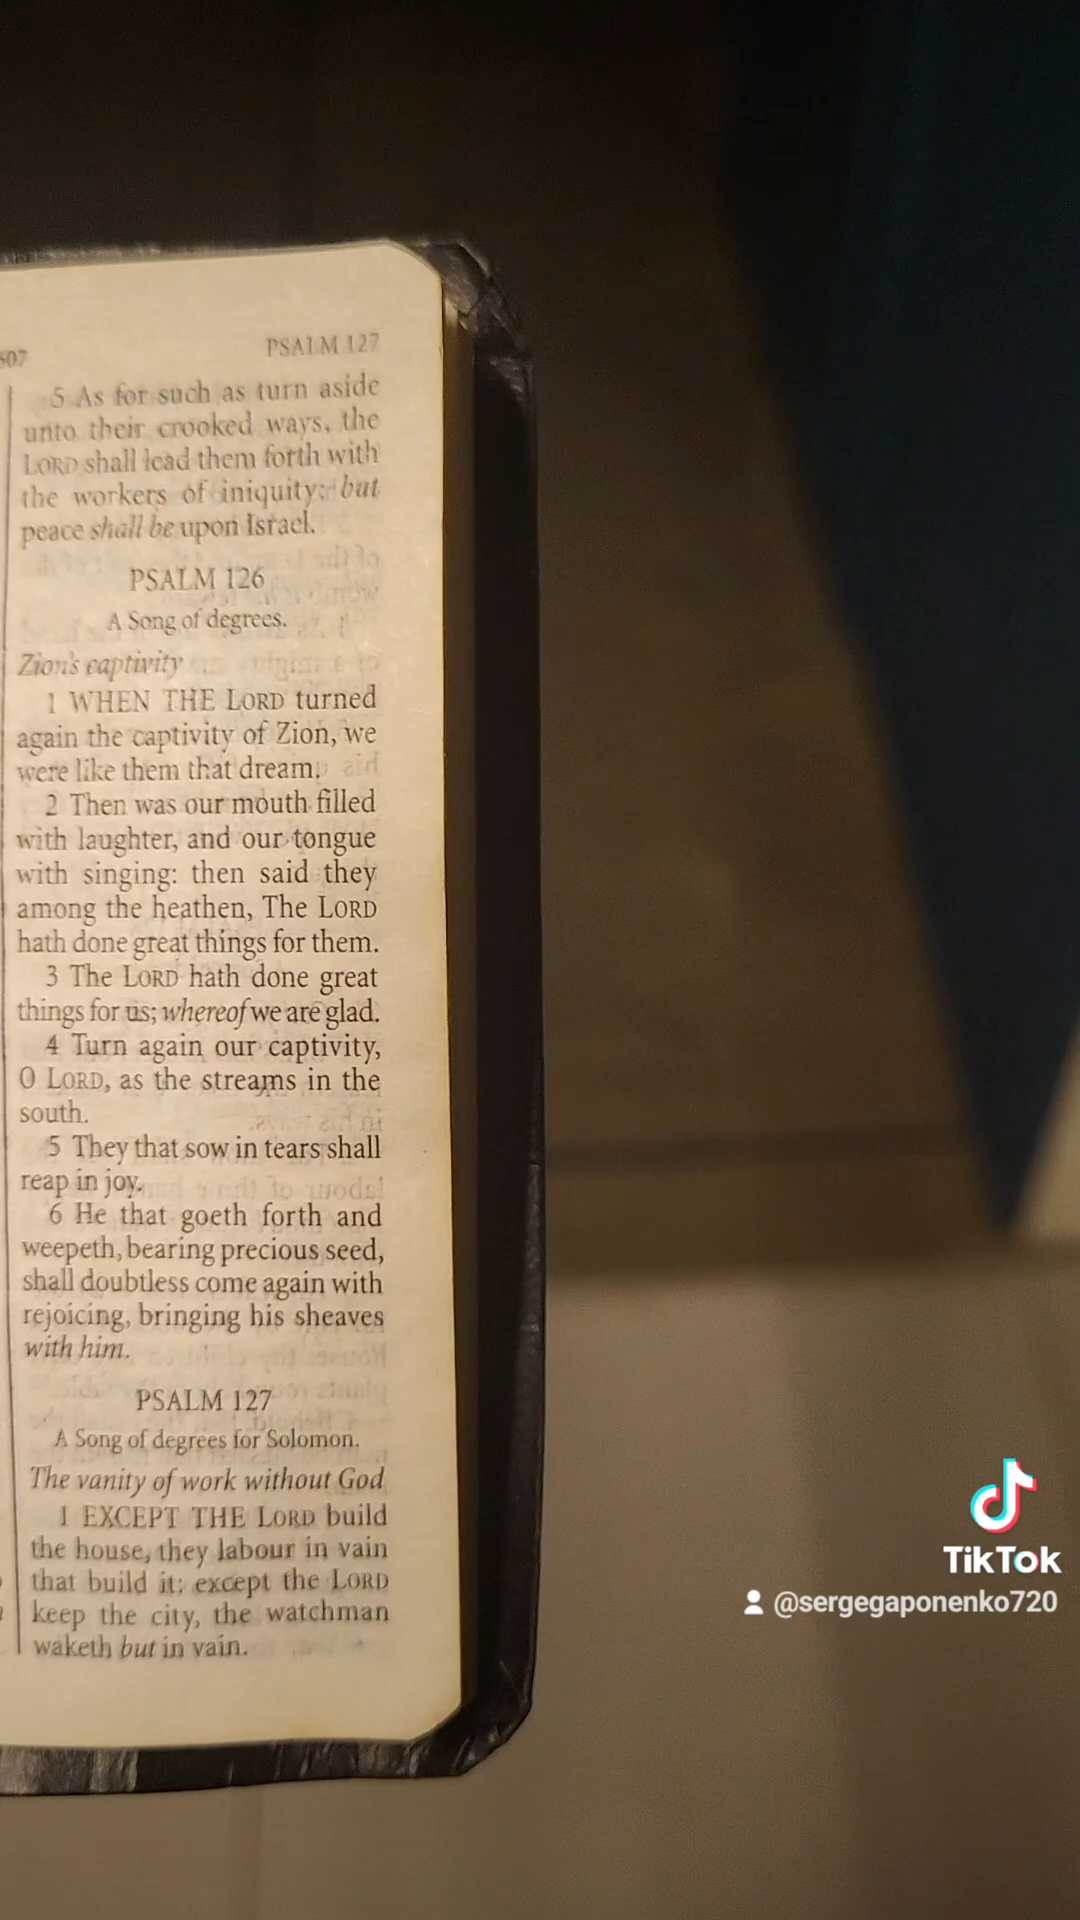 507
PSALM 127
5 As for such as turn aside
unto their crooked ways, the
LORD shall lead them forth with
the workers of iniquity: but
peace shall be upon Israel.
PSALM 126
A Song of degrees.
Zion's captivity
1 WHEN THE LORD turned
again the captivity of Zion, we
were like them that dream.
2 Then was our mouth filled
with laughter, and our tongue
with singing: then said they
among the heathen, The LORD
hath done great things for them.
3 The LORD hath done great
things for us; whereof we are glad.
4 Turn again our captivity,
O LORD, as the streams in the
south.
5 They that sow in tears shall
reap in joy.
6 He that goeth forth and
weepeth, bearing precious seed,
shall doubtless come again with
rejoicing, bringing his sheaves
with him.
PSALM 127
A Song of degrees for Solomon.
The vanity of work without God
1 EXCEPT THE LORD build
the house, they labour in vain
that build it: except the LORD
keep the city, the watchman
waketh but in vain.
TikTok
@sergegaponenko720